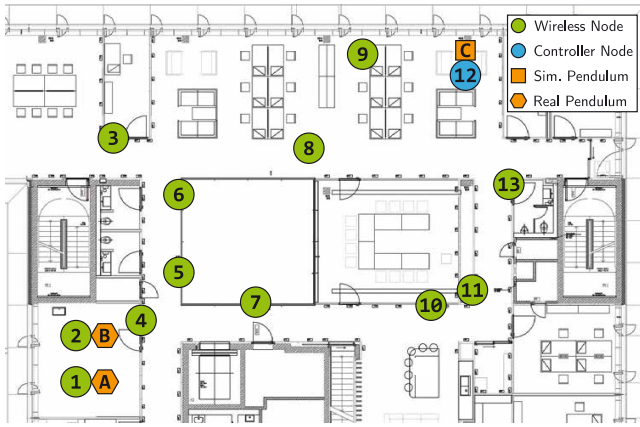 Wireless Node
Controller Node
Sim. Pendulum
Real Pendulum
9
C
12
3
8
6
13
5
7
10
11
4
2
B
1
A